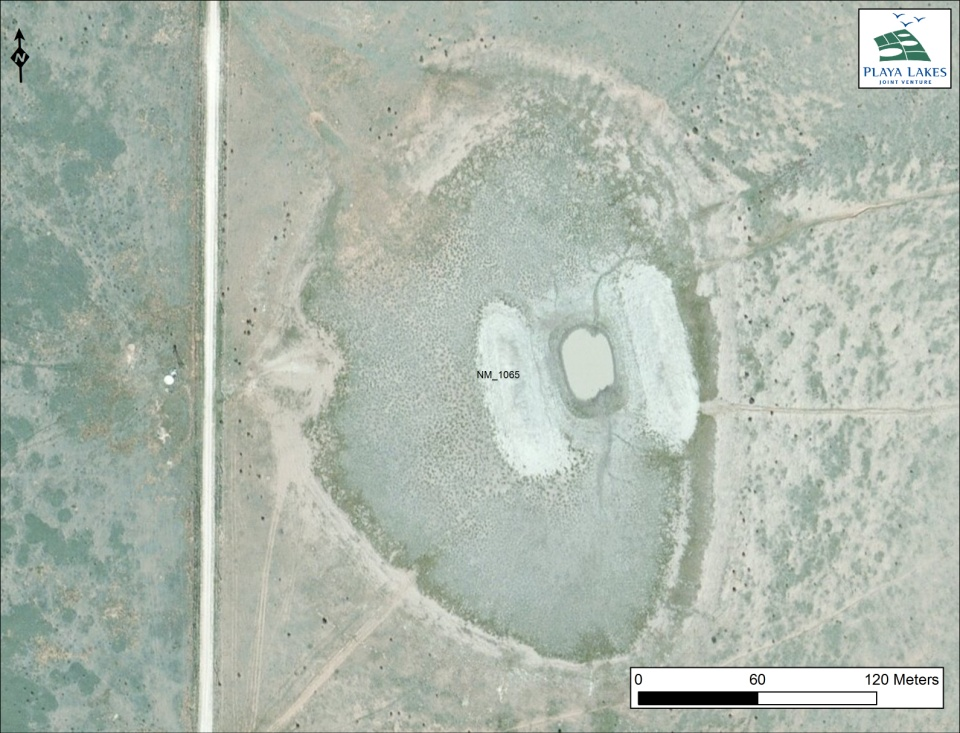 N
PLAYA LAKES
JOINT VENTURE
NM_1065
0 60 120 Meters